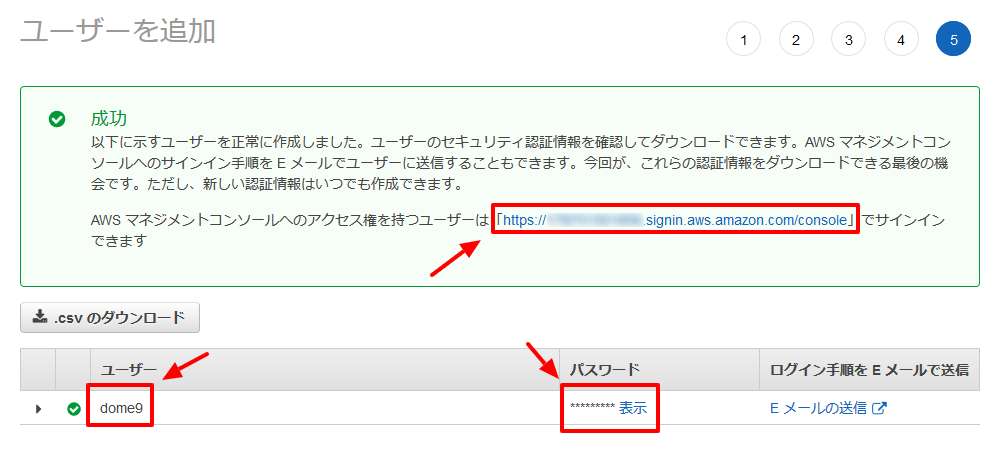 ユーザーを追加
1 2 3 4 5
成功
以下に示すユーザーを正常に作成しました。ユーザーのセキュリティ認証情報を確認してダウンロードできます。AWS マネジメントコン
ソールへのサインイン手順を E メールでユーザーに送信することもできます。今回が、これらの認証情報をダウンロードできる最後の機
会です。ただし、新しい認証情報はいつでも作成できます。
AWS マネジメントコンソールへのアクセス権を持つユーザーは「https:// .signin.aws.amazon.com/console」でサインイン
できます
.csv のダウンロード
ユーザー パスワード ログイン手順を E メールで送信
dome9 ********* 表示 E メールの送信